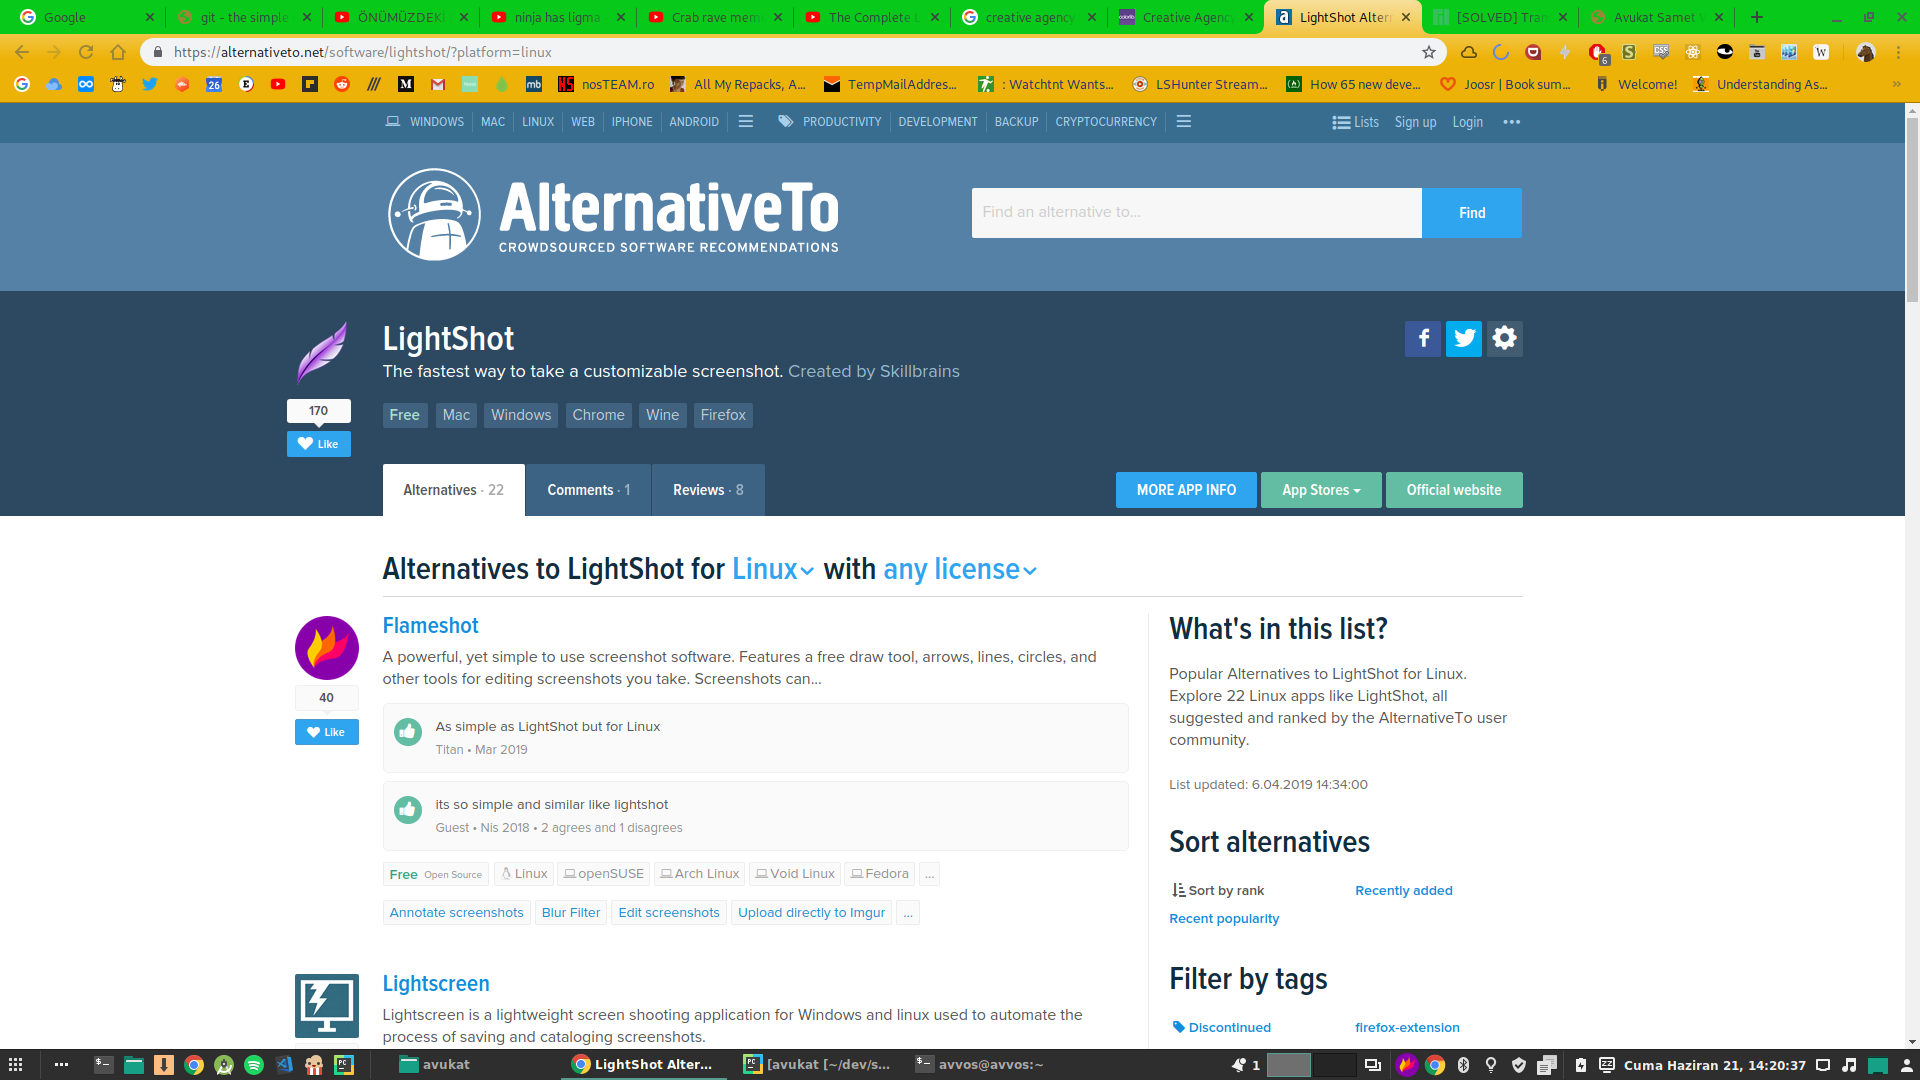 Google
git - the simple
ÖNÜMÜZDEKİ
ninja has ligma
Crab rave mem
The Complete L
creative agency
Creative Agency
LightShot Altern
[SOLVED] Tran
Avukat Samet
https://alternativeto.net/software/lightshot/?platform=linux
6
26
mb
nosTEAM.ro
All My Repacks, A...
TempMailAddres...
: Watchtnt Wants...
LSHunter Stream...
How 65 new deve...
Joosr | Book sum...
Welcome!
Understanding As...
»
WINDOWS
MAC
LINUX
WEB
IPHONE
ANDROID
PRODUCTIVITY
DEVELOPMENT
BACKUP
CRYPTOCURRENCY
Lists
Sign up
Login
AlternativeTo
CROWDSOURCED SOFTWARE RECOMMENDATIONS
Find an alternative to...
Find
LightShot
The fastest way to take a customizable screenshot. Created by Skillbrains
170
Like
Free
Mac
Windows
Chrome
Wine
Firefox
Alternatives · 22
Comments · 1
Reviews · 8
MORE APP INFO
App Stores
Official website
Alternatives to LightShot for Linux with any license
Flameshot
A powerful, yet simple to use screenshot software. Features a free draw tool, arrows, lines, circles, and
other tools for editing screenshots you take. Screenshots can...
40
Like
As simple as LightShot but for Linux
Titan • Mar 2019
its so simple and similar like lightshot
Guest • Nis 2018 • 2 agrees and 1 disagrees
Free Open Source
Linux
openSUSE
Arch Linux
Void Linux
Fedora
...
Annotate screenshots
Blur Filter
Edit screenshots
Upload directly to Imgur
...
Lightscreen
Lightscreen is a lightweight screen shooting application for Windows and linux used to automate the
process of saving and cataloging screenshots.
What's in this list?
Popular Alternatives to LightShot for Linux.
Explore 22 Linux apps like LightShot, all
suggested and ranked by the AlternativeTo user
community.
List updated: 6.04.2019 14:34:00
Sort alternatives
Sort by rank
Recently added
Recent popularity
Filter by tags
Discontinued
firefox-extension
avukat
LightShot Alter...
[avukat [~/dev/s...
avvos@avvos:~
1
Cuma Haziran 21, 14:20:37